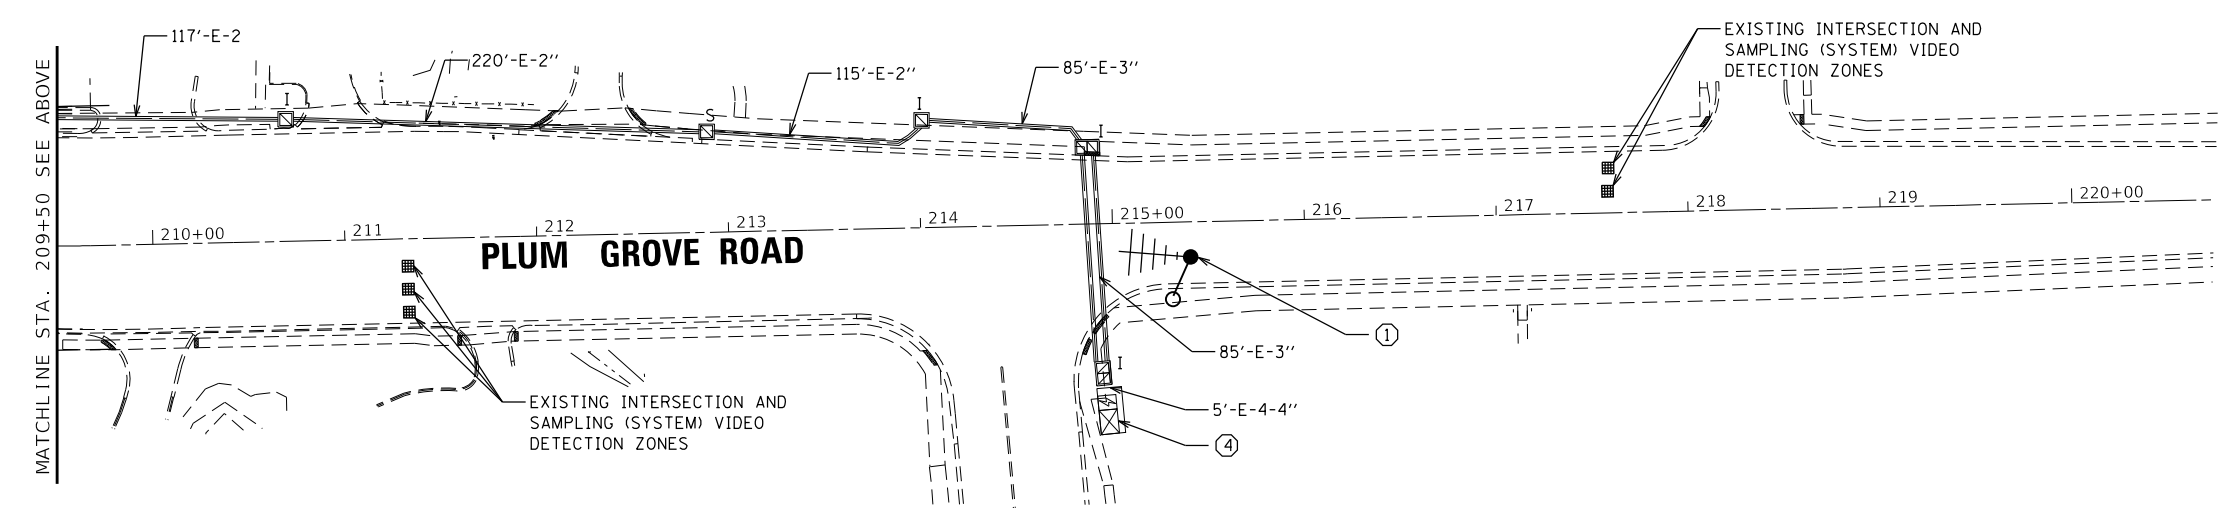 MATCHLINE STA. 209+50 SEE ABOVE
117'-E-2
220'-E-2''
115'-E-2''
85'-E-3''
EXISTING INTERSECTION AND
SAMPLING (SYSTEM) VIDEO
DETECTION ZONES
I
S
I
I
210+00
211
212
213
214
215+00
216
217
218
219
220+00
PLUM GROVE ROAD
1
85'-E-3''
I
5'-E-4-4''
4
EXISTING INTERSECTION AND
SAMPLING (SYSTEM) VIDEO
DETECTION ZONES